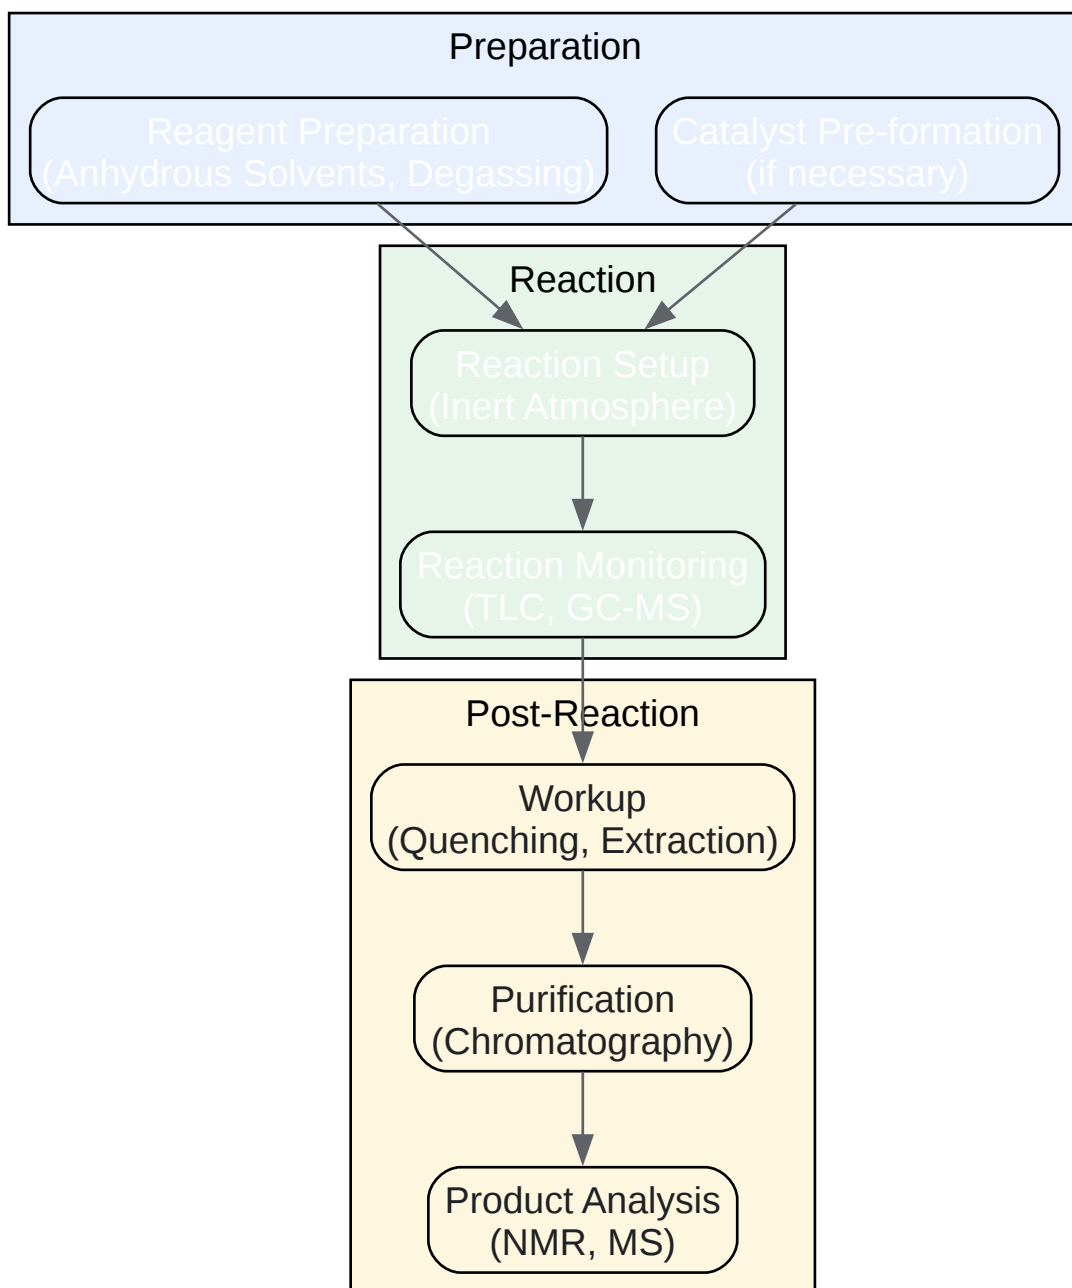 Preparation
Reagent Preparation
(Anhydrous Solvents, Degassing)
Catalyst Pre-formation
(if necessary)
Reaction
Reaction Setup
(Inert Atmosphere)
Reaction Monitoring
(TLC, GC-MS)
Post-Reaction
Workup
(Quenching, Extraction)
Purification
(Chromatography)
Product Analysis
(NMR, MS)